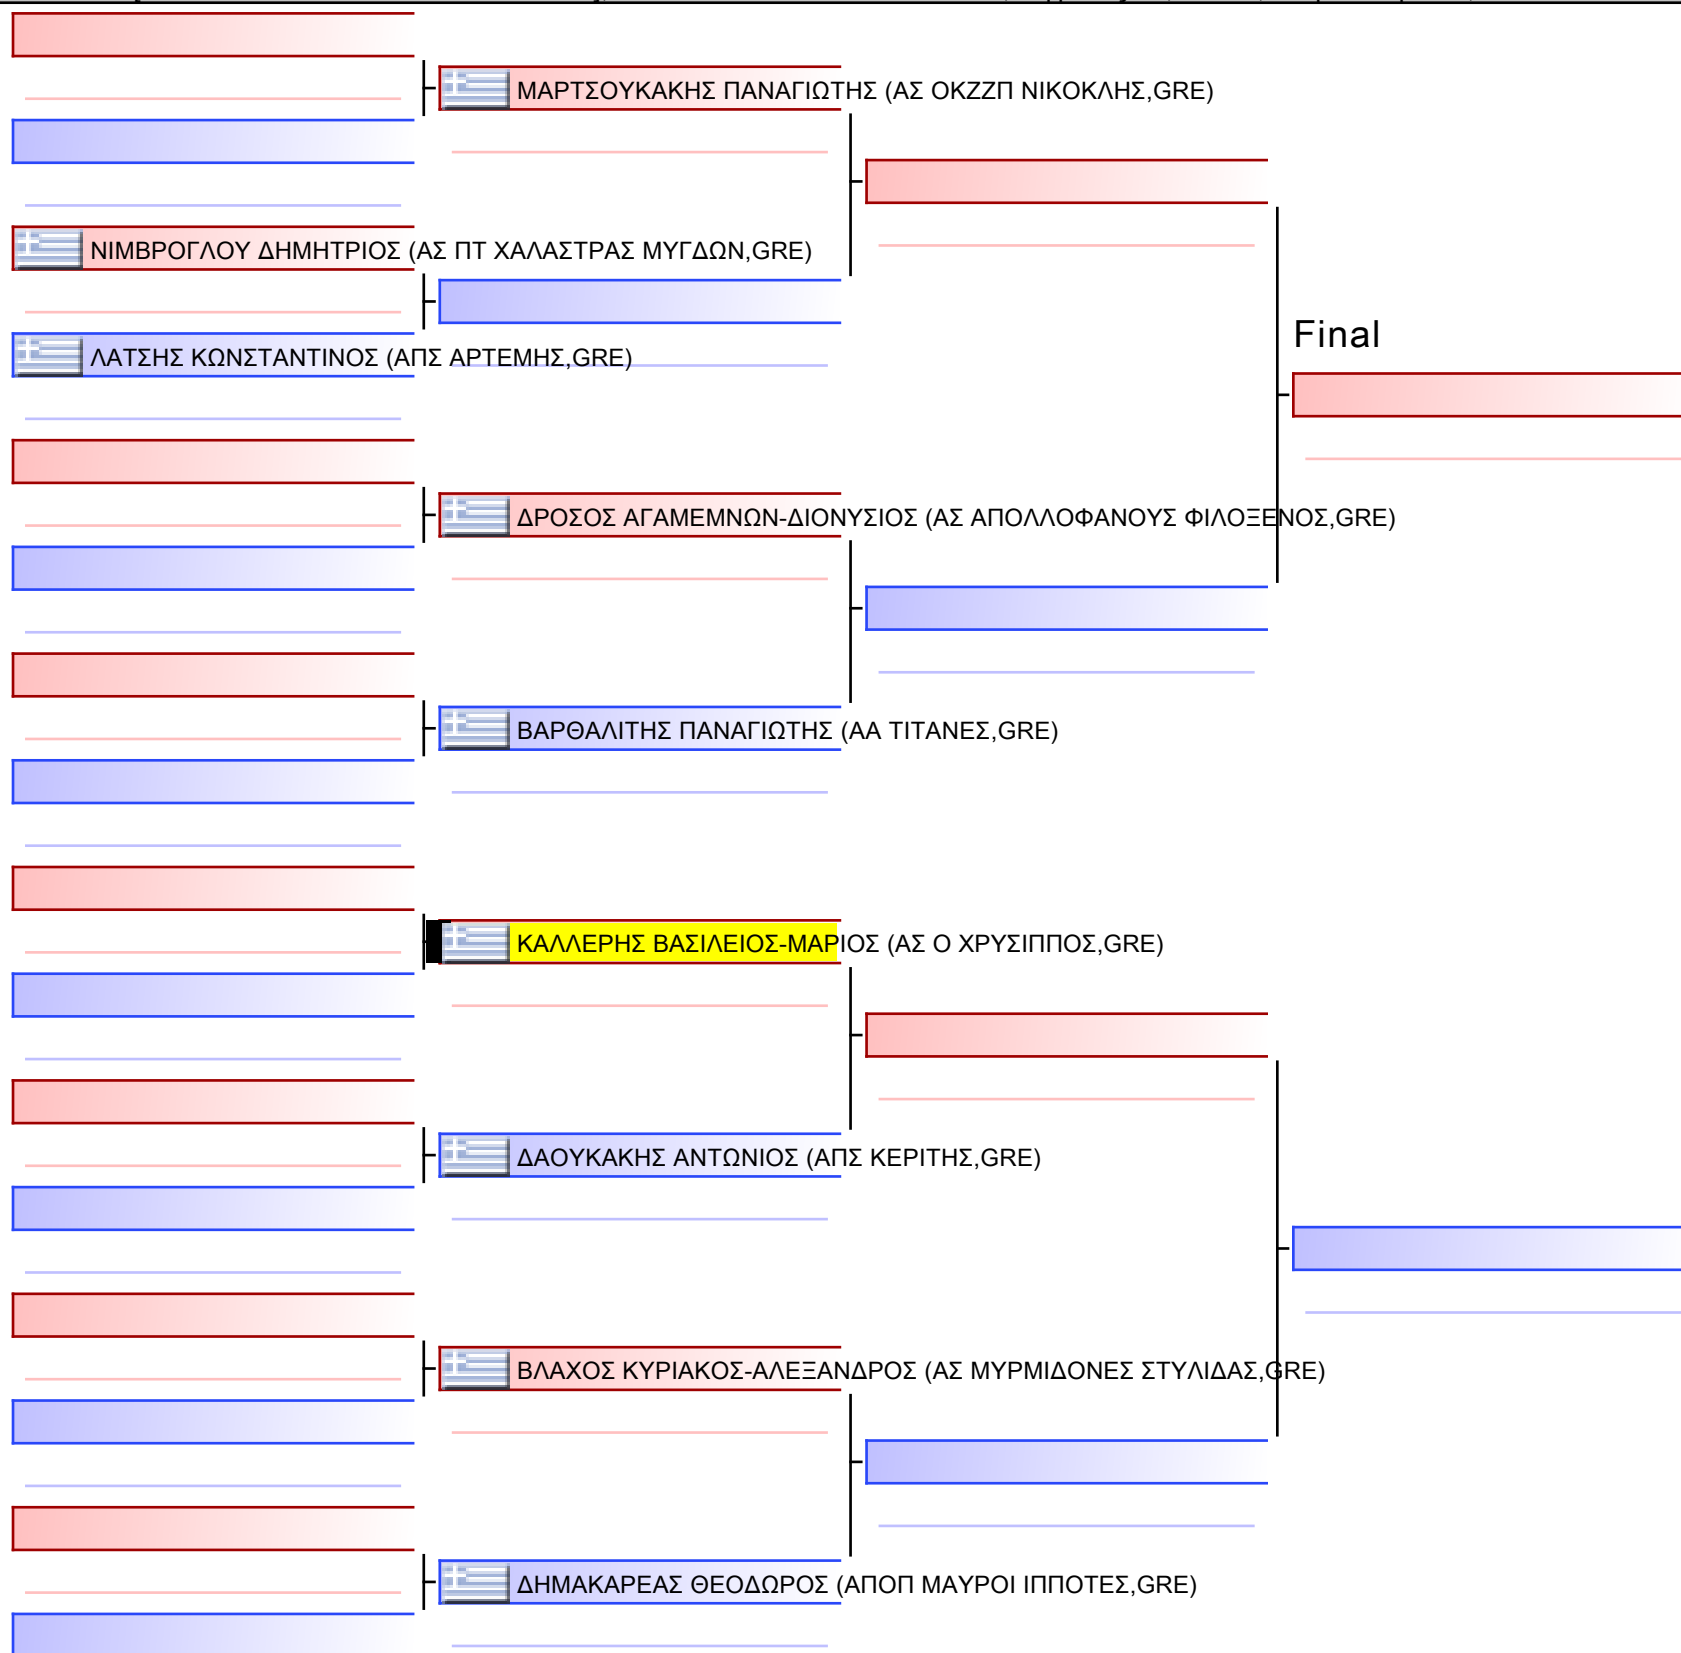 ΜΑΡΤΣΟΥΚΑΚΗΣ ΠΑΝΑΓΙΩΤΗΣ (ΑΣ ΟΚΖΖΠ ΝΙΚΟΚΛΗΣ,GRE)
ΝΙΜΒΡΟΓΛΟΥ ΔΗΜΗΤΡΙΟΣ (ΑΣ ΠΤ ΧΑΛΑΣΤΡΑΣ ΜΥΓΔΩΝ,GRE)
Final
ΛΑΤΣΗΣ ΚΩΝΣΤΑΝΤΙΝΟΣ (ΑΠΣ ΑΡΤΕΜΗΣ,GRE)
ΔΡΟΣΟΣ ΑΓΑΜΕΜΝΩΝ-ΔΙΟΝΥΣΙΟΣ (ΑΣ ΑΠΟΛΛΟΦΑΝΟΥΣ ΦΙΛΟΞΕΝΟΣ,GRE)
ΒΑΡΘΑΛΙΤΗΣ ΠΑΝΑΓΙΩΤΗΣ (ΑΑ ΤΙΤΑΝΕΣ,GRE)
ΚΑΛΛΕΡΗΣ ΒΑΣΙΛΕΙΟΣ-ΜΑΡΙΟΣ (ΑΣ Ο ΧΡΥΣΙΠΠΟΣ,GRE)
ΔΑΟΥΚΑΚΗΣ ΑΝΤΩΝΙΟΣ (ΑΠΣ ΚΕΡΙΤΗΣ,GRE)
ΒΛΑΧΟΣ ΚΥΡΙΑΚΟΣ-ΑΛΕΞΑΝΔΡΟΣ (ΑΣ ΜΥΡΜΙΔΟΝΕΣ ΣΤΥΛΙΔΑΣ,GRE)
ΔΗΜΑΚΑΡΕΑΣ ΘΕΟΔΩΡΟΣ (ΑΠΟΠ ΜΑΥΡΟΙ ΙΠΠΟΤΕΣ,GRE)